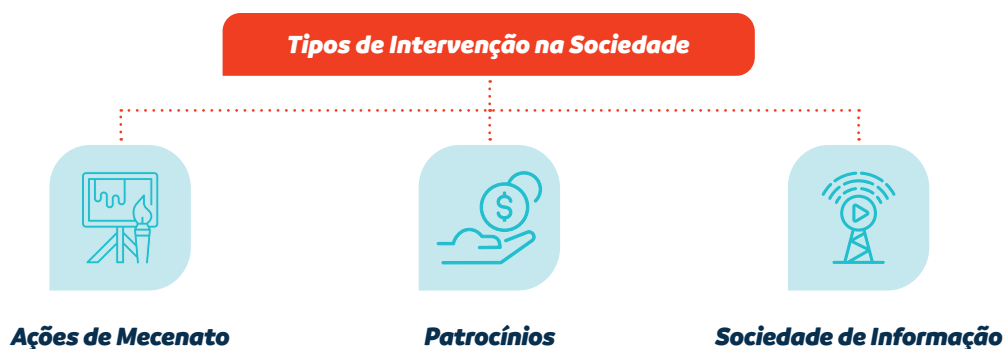 Tipos de Intervenção na Sociedade
$
Ações de Mecenato
Patrocínios
Sociedade de Informação